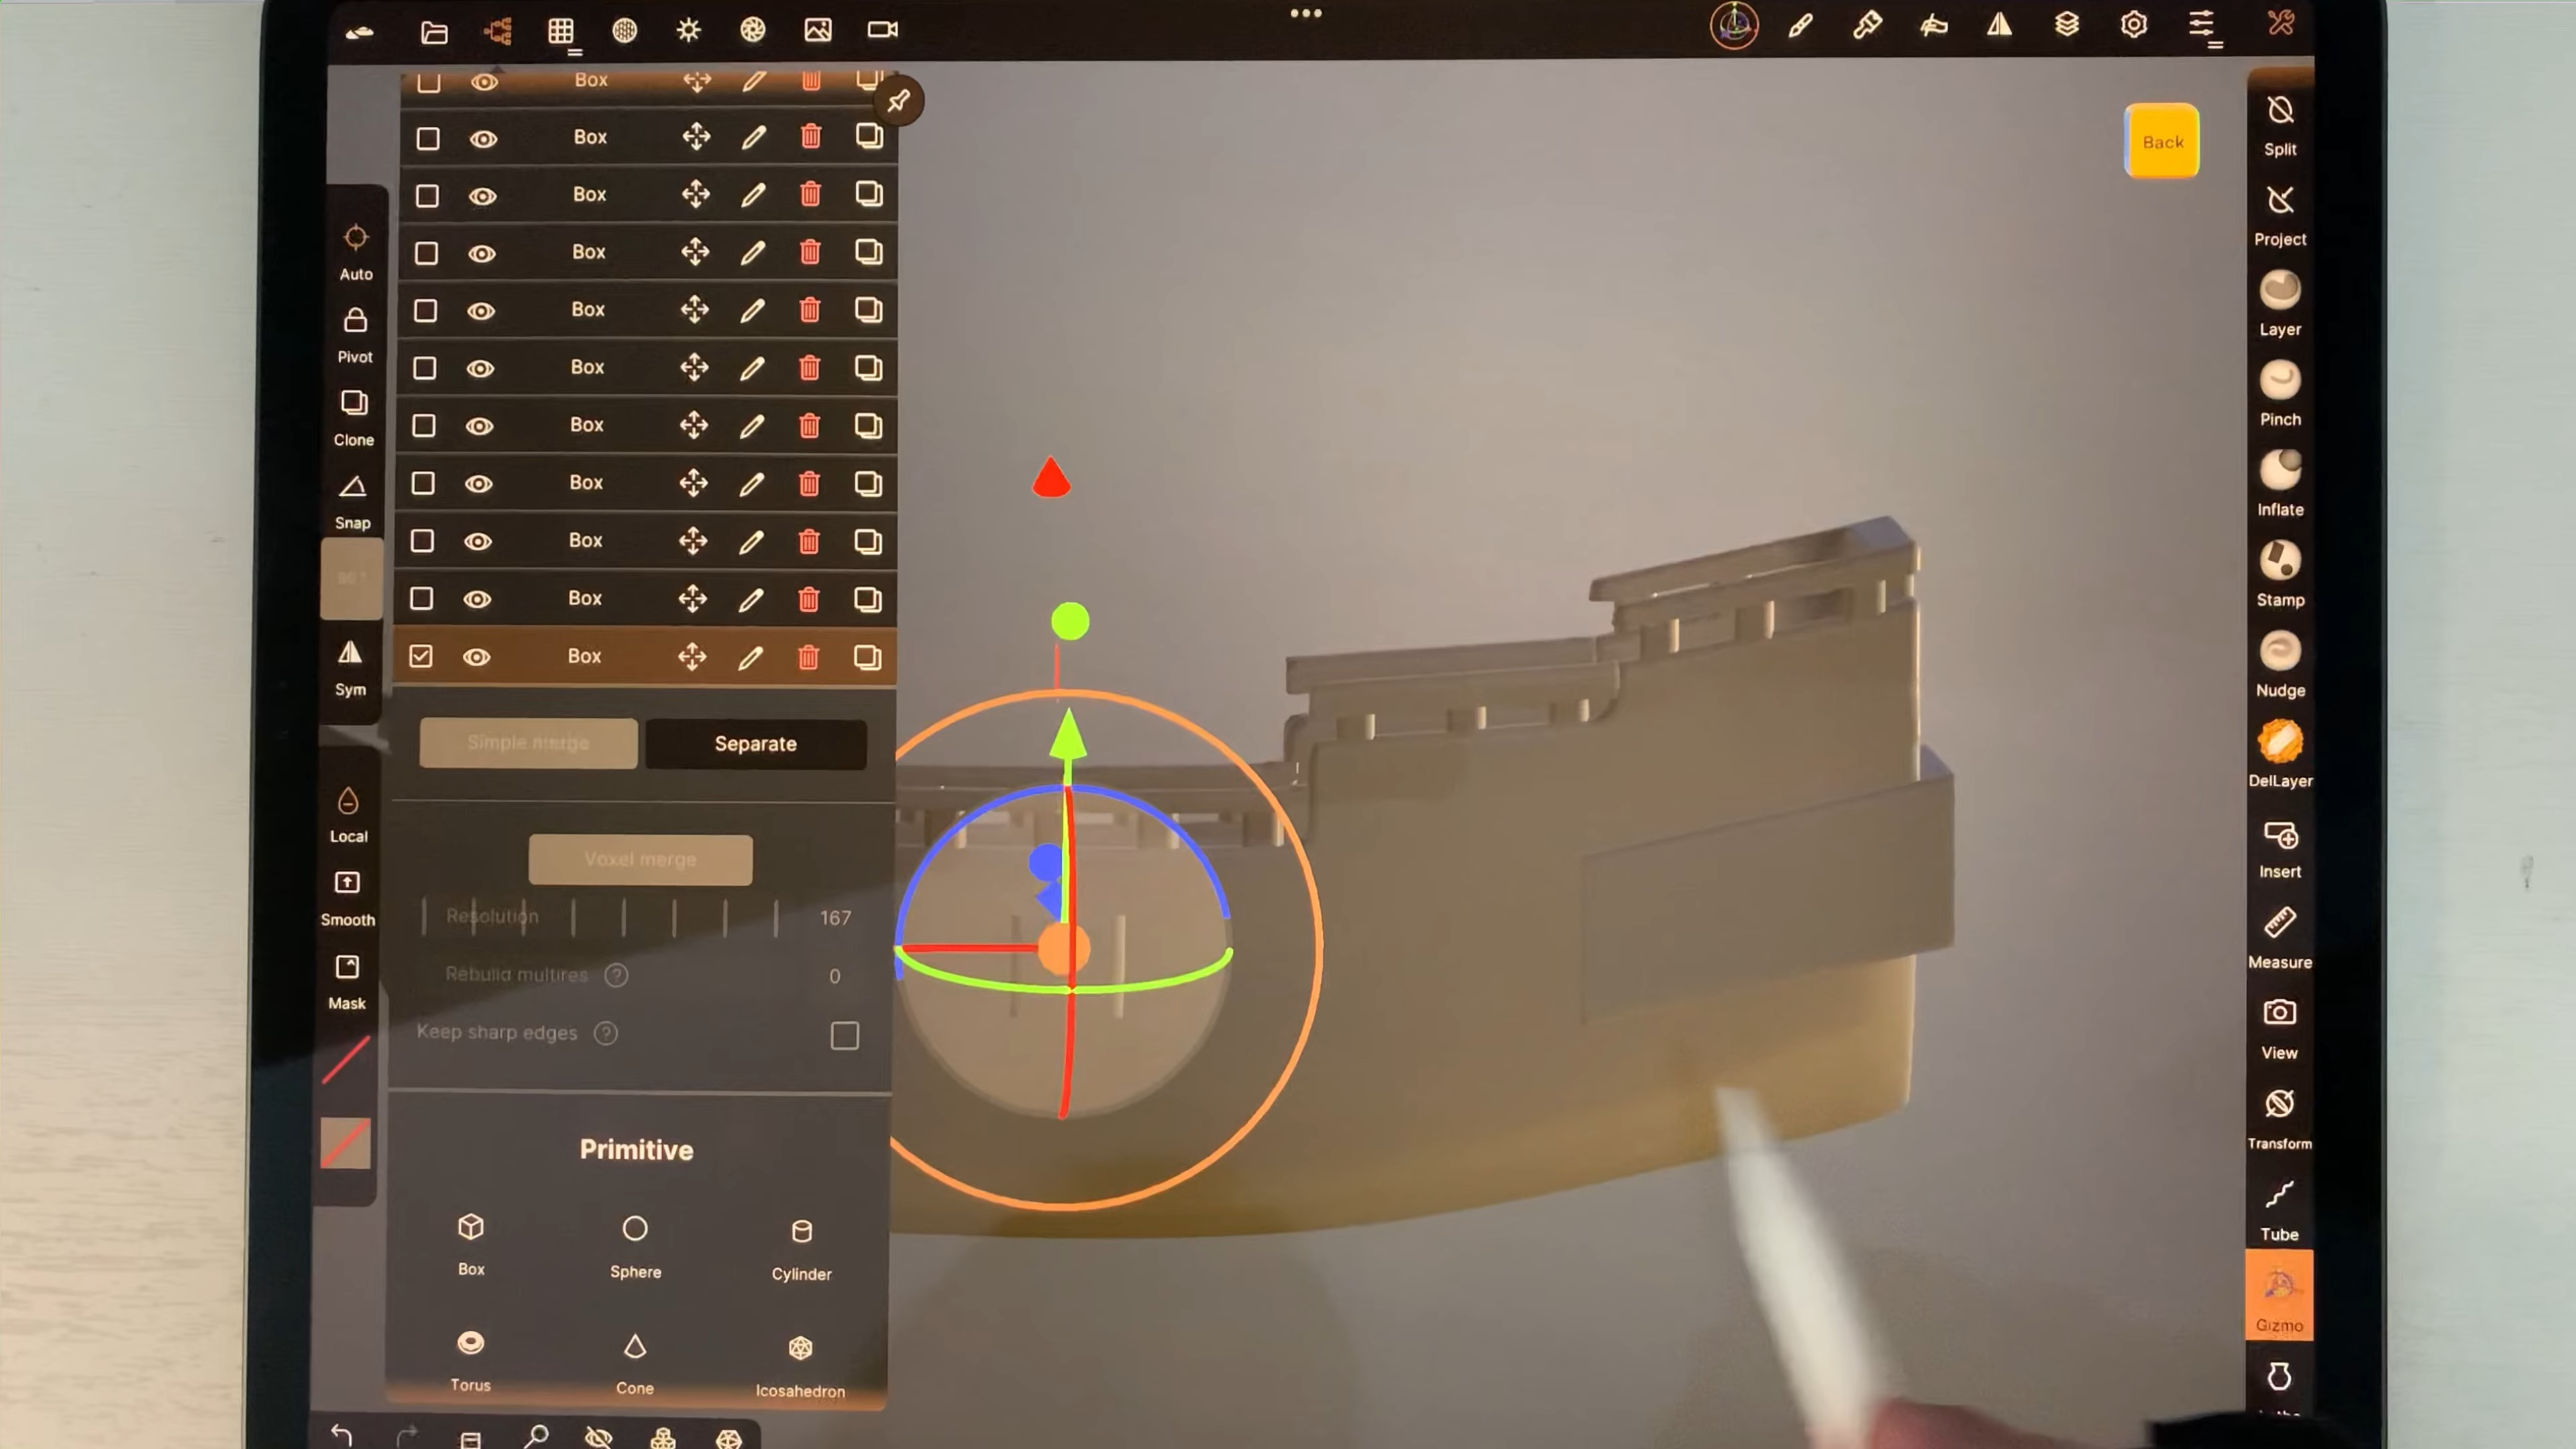 Box
Box
Box
Box
Box
Box
Box
Box
Box
Box
Box
Simple merge
Separate
Voxel merge
Resolution
167
Rebuild multires
?
0
Keep sharp edges
?
Primitive
Box
Sphere
Cylinder
Torus
Cone
Icosahedron
Auto
Pivot
Clone
Snap
90°
Sym
Local
Smooth
Mask
Back
Split
Project
Layer
Pinch
Inflate
Stamp
Nudge
DelLayer
Insert
Measure
View
Transform
Tube
Gizmo